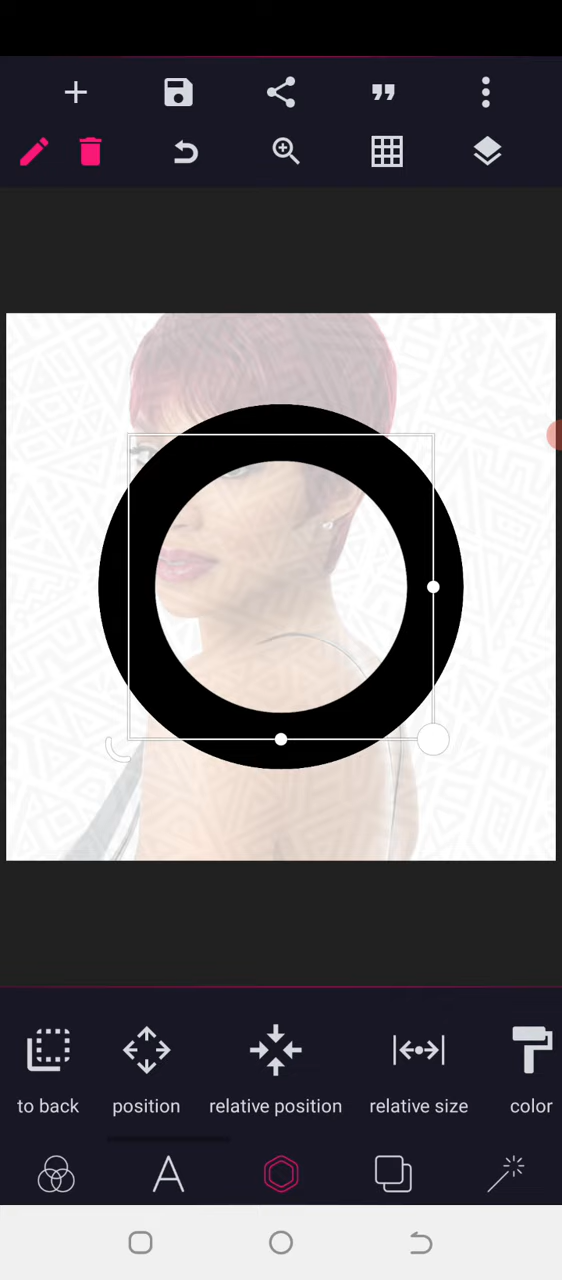 to back
position
relative position
relative size
color